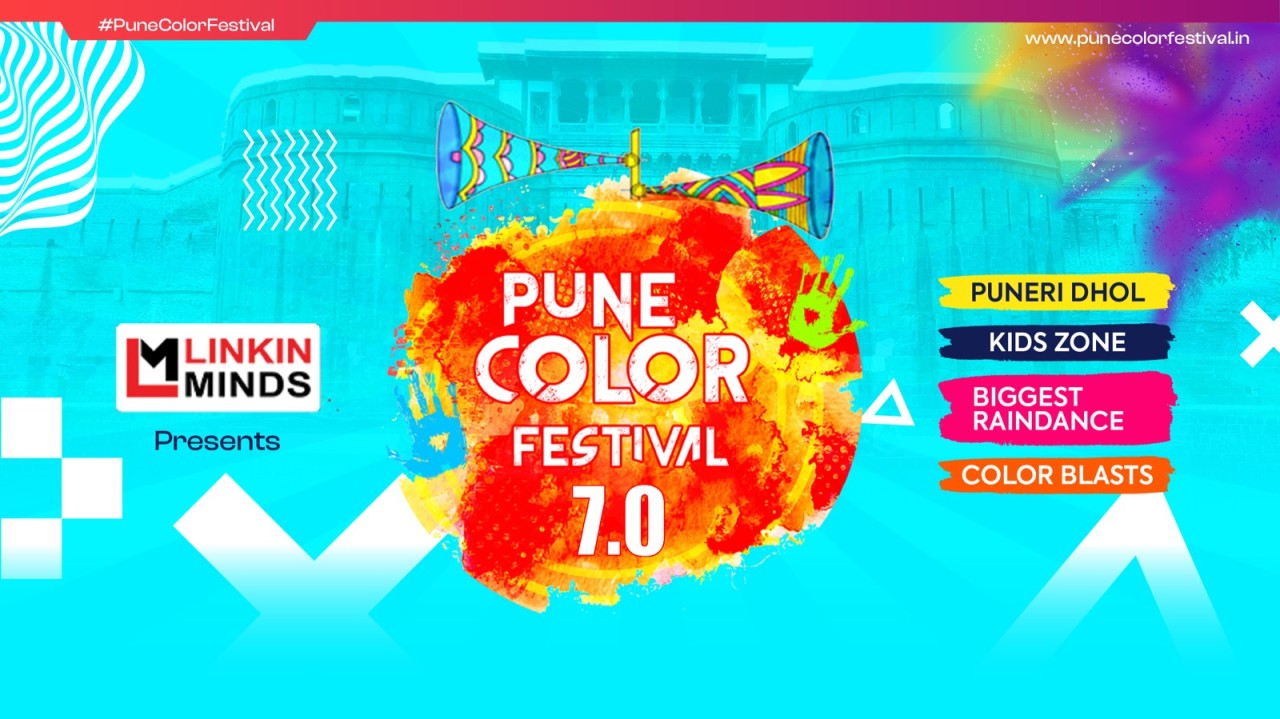 #PuneColorFestival
www.punecolorfestival.in
LM LINKIN
MINDS
Presents
PUNE
COLOR
FESTIVAL
7.0
PUNERI DHOL
KIDS ZONE
BIGGEST
RAINDANCE
COLOR BLASTS